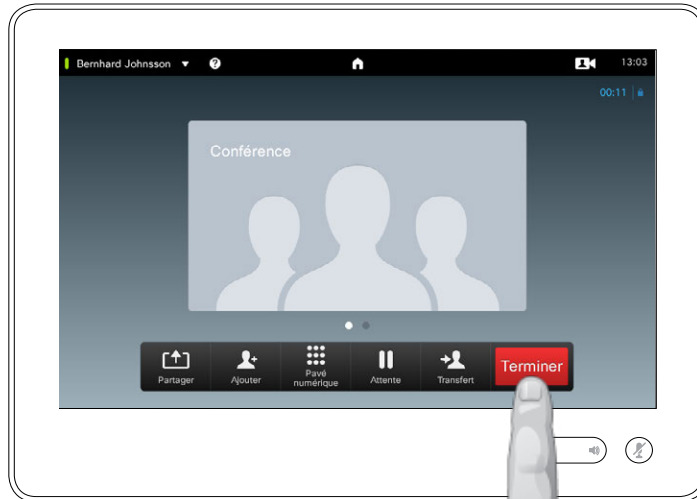 Bernhard Johnsson ? 13:03
00:11
Conférence
Partager Ajouter Pavé numérique Attente Transfert Terminer